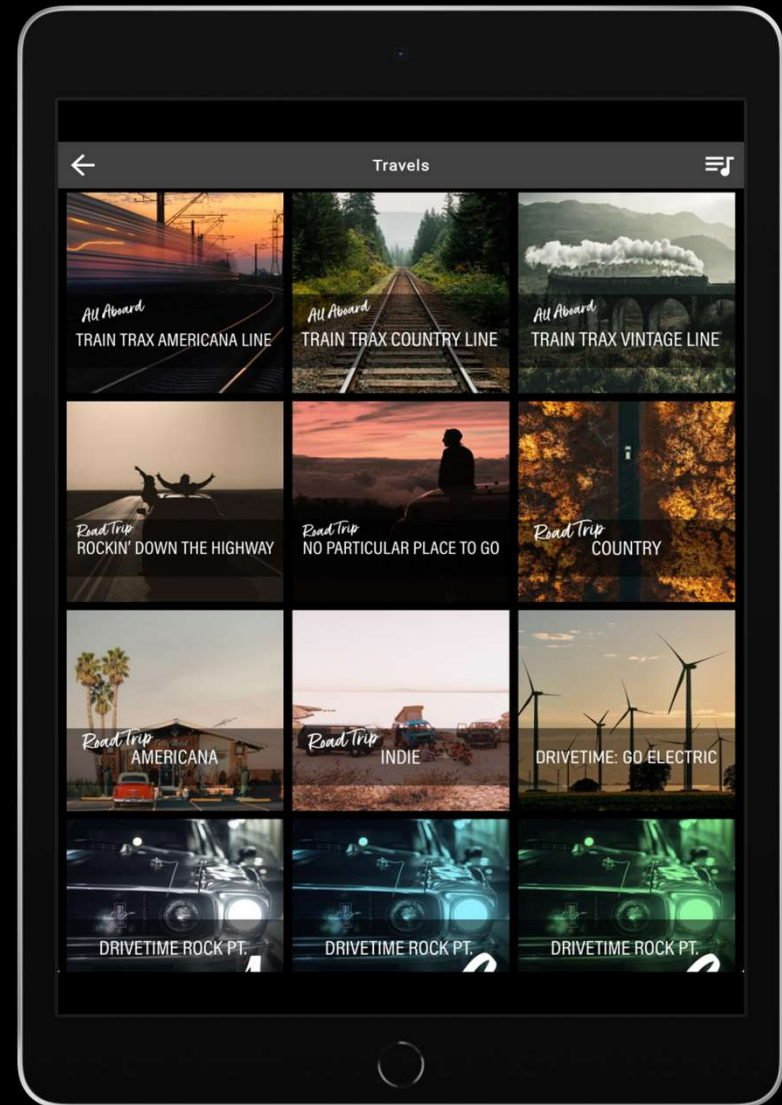 Travels
All Aboard
TRAIN TRAX AMERICANA LINE
All Aboard
TRAIN TRAX COUNTRY LINE
All Aboard
TRAIN TRAX VINTAGE LINE
Road Trip
ROCKIN' DOWN THE HIGHWAY
Road Trip
NO PARTICULAR PLACE TO GO
Road Trip
COUNTRY
Road Trip
AMERICANA
Road Trip
INDIE
DRIVETIME: GO ELECTRIC
DRIVETIME ROCK PT.
DRIVETIME ROCK PT.
DRIVETIME ROCK PT.